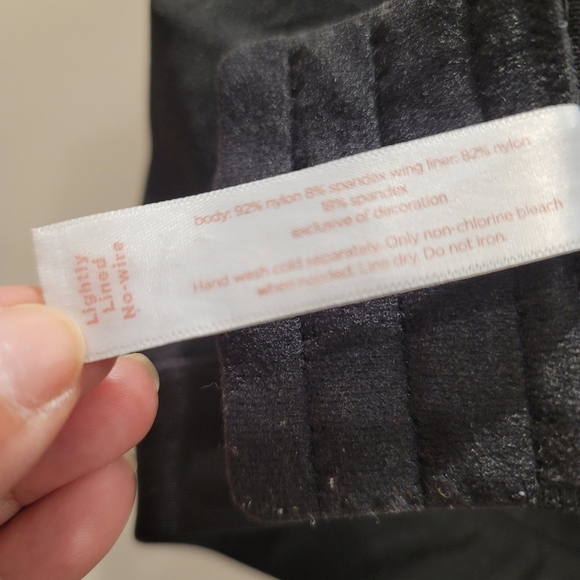 body: 92% nylon 8% spandex wing liner: 82% nylon
18% spandex
exclusive of decoration
Hand wash cold separately. Only non-chlorine bleach
when needed. Line dry. Do not iron.
Lightly
Lined
No-wire